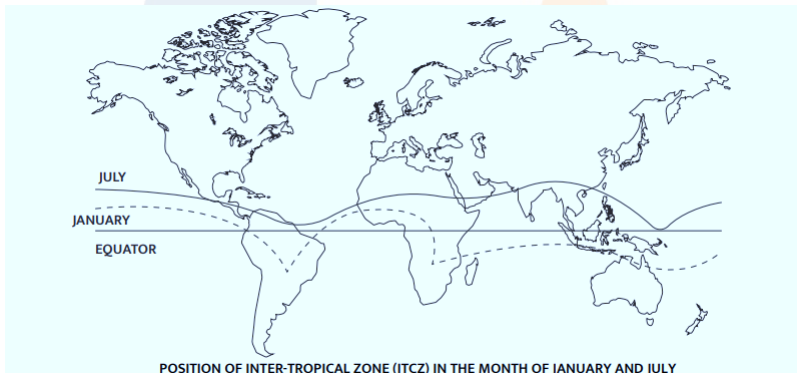 JULY
JANUARY
EQUATOR
POSITION OF INTER-TROPICAL ZONE (ITCZ) IN THE MONTH OF JANUARY AND JULY